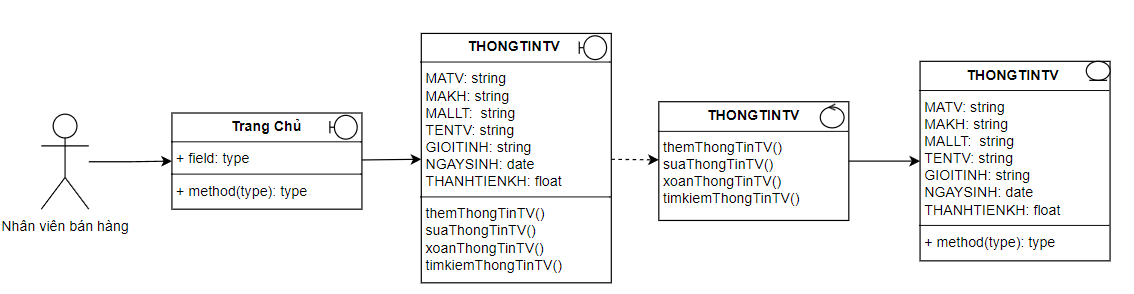 Nhân viên bán hàng
Trang Chủ
+ field: type
+ method(type): type
THONGTINTV
MATV: string
MAKH: string
MALLT:  string
TENTV: string
GIOITINH: string
NGAYSINH: date
THANHTIENKH: float
themThongTinTV()
suaThongTinTV()
xoanThongTinTV()
timkiemThongTinTV()
THONGTINTV
themThongTinTV()
suaThongTinTV()
xoanThongTinTV()
timkiemThongTinTV()
THONGTINTV
MATV: string
MAKH: string
MALLT:  string
TENTV: string
GIOITINH: string
NGAYSINH: date
THANHTIENKH: float
+ method(type): type